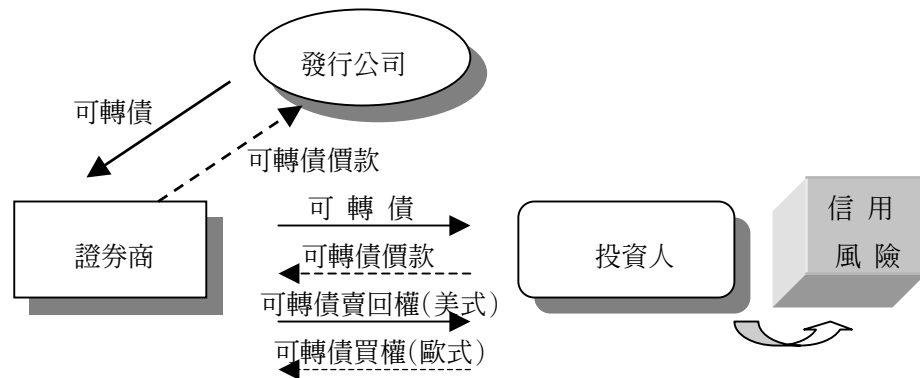 發行公司
可轉債
可轉債價款
可 轉 債
信 用
證券商
可轉債價款
投資人
風 險
可轉債賣回權(美式)
可轉債買權(歐式)